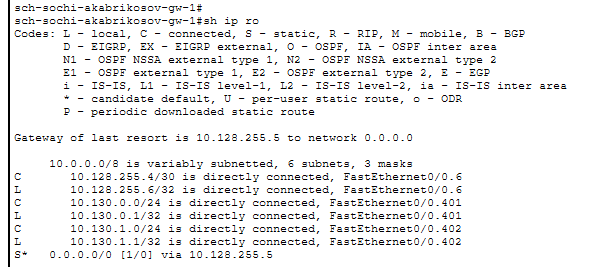 sch-sochi-akabrikosov-gw-1#
sch-sochi-akabrikosov-gw-1#sh ip ro
Codes: L - local, C - connected, S - static, R - RIP, M - mobile, B - BGP
       D - EIGRP, EX - EIGRP external, O - OSPF, IA - OSPF inter area
       N1 - OSPF NSSA external type 1, N2 - OSPF NSSA external type 2
       E1 - OSPF external type 1, E2 - OSPF external type 2, E - EGP
       i - IS-IS, L1 - IS-IS level-1, L2 - IS-IS level-2, ia - IS-IS inter area
       * - candidate default, U - per-user static route, o - ODR
       P - periodic downloaded static route

Gateway of last resort is 10.128.255.5 to network 0.0.0.0

     10.0.0.0/8 is variably subnetted, 6 subnets, 3 masks
C       10.128.255.4/30 is directly connected, FastEthernet0/0.6
L       10.128.255.6/32 is directly connected, FastEthernet0/0.6
C       10.130.0.0/24 is directly connected, FastEthernet0/0.401
L       10.130.0.1/32 is directly connected, FastEthernet0/0.401
C       10.130.1.0/24 is directly connected, FastEthernet0/0.402
L       10.130.1.1/32 is directly connected, FastEthernet0/0.402
S*   0.0.0.0/0 [1/0] via 10.128.255.5